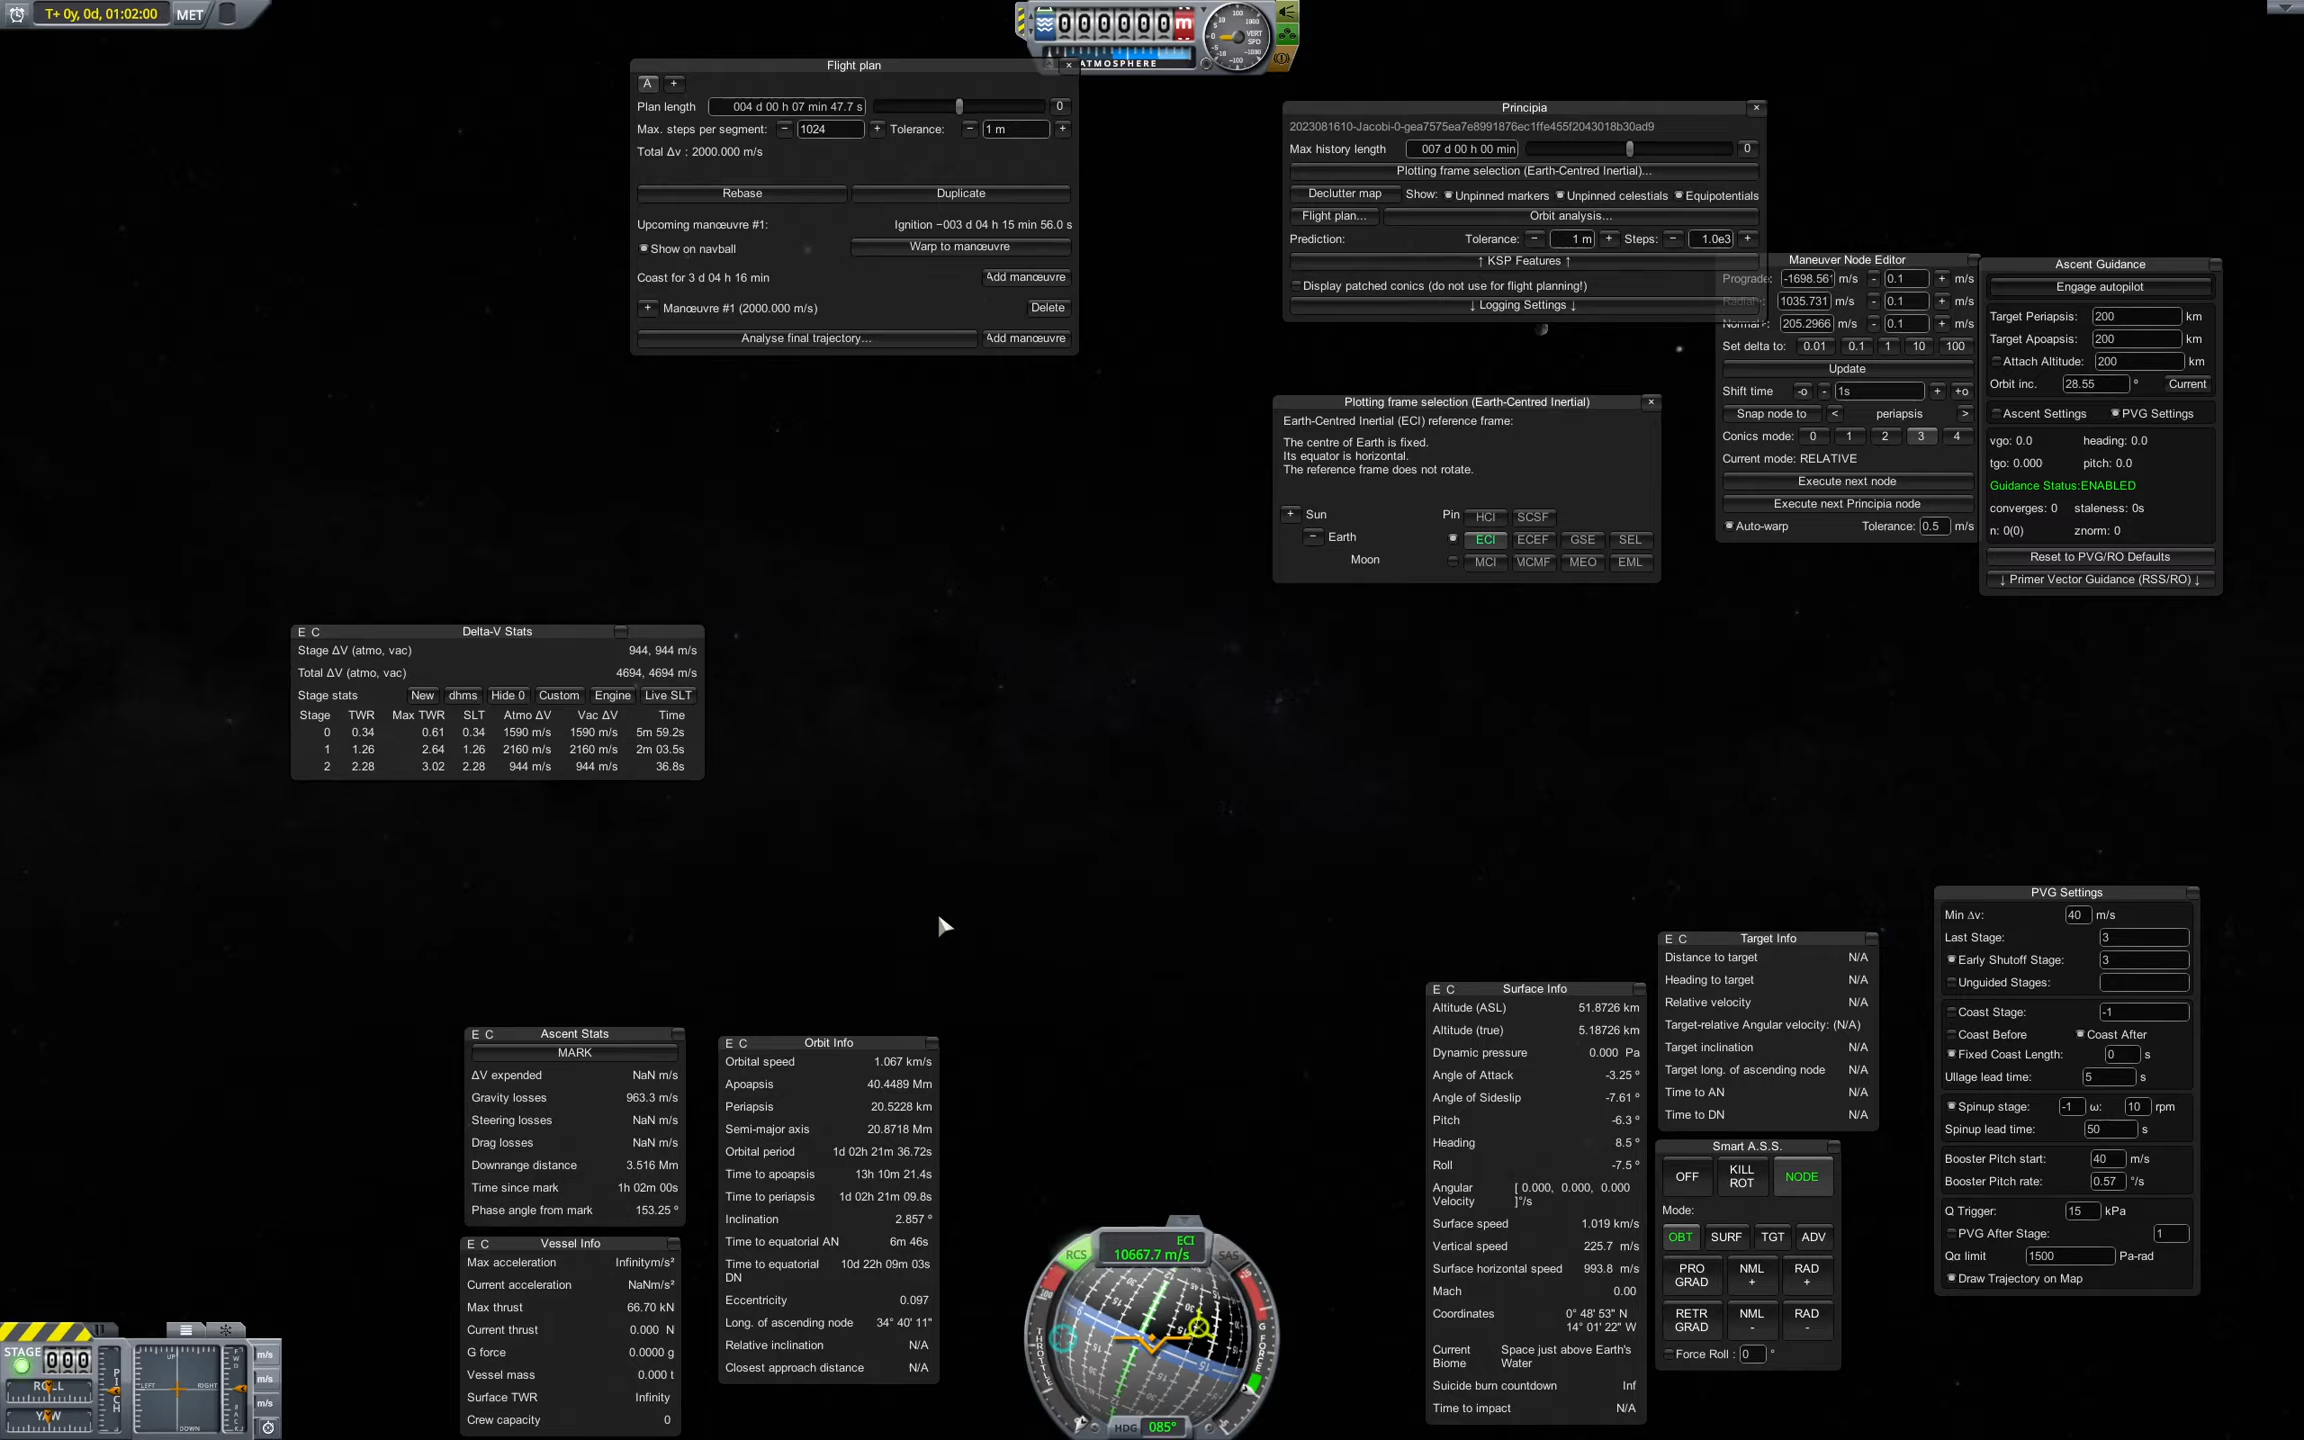 T+ 0y, 0d, 01:02:00 MET
000000 m
ATMOSPHERE
VERT SPD
Flight plan
A +
Plan length 004 d 00 h 07 min 47.7 s 0
Max. steps per segment: − 1024 + Tolerance: − 1 m +
Total Δv : 2000.000 m/s
Rebase Duplicate
Upcoming manœuvre #1: Ignition −003 d 04 h 15 min 56.0 s
Show on navball Warp to manœuvre
Coast for 3 d 04 h 16 min Add manœuvre
+ Manœuvre #1 (2000.000 m/s) Delete
Analyse final trajectory... Add manœuvre
Principia
2023081610-Jacobi-0-gea7575ea7e8991876ec1ffe455f2043018b30ad9
Max history length 007 d 00 h 00 min 0
Plotting frame selection (Earth-Centred Inertial)...
Declutter map Show: Unpinned markers Unpinned celestials Equipotentials
Flight plan... Orbit analysis...
Prediction: Tolerance: − 1 m + Steps: − 1.0e3 +
↑ KSP Features ↑
Display patched conics (do not use for flight planning!)
↓ Logging Settings ↓
Maneuver Node Editor
Prograde: -1698.561 m/s - 0.1 + m/s
Radial+: 1035.731 m/s - 0.1 + m/s
Normal+: 205.2966 m/s - 0.1 + m/s
Set delta to: 0.01 0.1 1 10 100
Update
Shift time -o - 1s + +o
Snap node to < periapsis >
Conics mode: 0 1 2 3 4
Current mode: RELATIVE
Execute next node
Execute next Principia node
Auto-warp Tolerance: 0.5 m/s
Ascent Guidance
Engage autopilot
Target Periapsis: 200 km
Target Apoapsis: 200 km
Attach Altitude: 200 km
Orbit inc. 28.55 º Current
Ascent Settings PVG Settings
vgo: 0.0 heading: 0.0
tgo: 0.000 pitch: 0.0
Guidance Status:ENABLED
converges: 0 staleness: 0s
n: 0(0) znorm: 0
Reset to PVG/RO Defaults
↓ Primer Vector Guidance (RSS/RO) ↓
Plotting frame selection (Earth-Centred Inertial)
Earth-Centred Inertial (ECI) reference frame:
The centre of Earth is fixed.
Its equator is horizontal.
The reference frame does not rotate.
+ Sun Pin HCI SCSF
− Earth ECI ECEF GSE SEL
Moon MCI MCMF MEO EML
E C Delta-V Stats
Stage ΔV (atmo, vac) 944, 944 m/s
Total ΔV (atmo, vac) 4694, 4694 m/s
Stage stats New dhms Hide 0 Custom Engine Live SLT
Stage TWR Max TWR SLT Atmo ΔV Vac ΔV Time
0 0.34 0.61 0.34 1590 m/s 1590 m/s 5m 59.2s
1 1.26 2.64 1.26 2160 m/s 2160 m/s 2m 03.5s
2 2.28 3.02 2.28 944 m/s 944 m/s 36.8s
E C Ascent Stats
MARK
ΔV expended NaN m/s
Gravity losses 963.3 m/s
Steering losses NaN m/s
Drag losses NaN m/s
Downrange distance 3.516 Mm
Time since mark 1h 02m 00s
Phase angle from mark 153.25 º
E C Vessel Info
Max acceleration Infinitym/s²
Current acceleration NaNm/s²
Max thrust 66.70 kN
Current thrust 0.000 N
G force 0.0000 g
Vessel mass 0.000 t
Surface TWR Infinity
Crew capacity 0
E C Orbit Info
Orbital speed 1.067 km/s
Apoapsis 40.4489 Mm
Periapsis 20.5228 km
Semi-major axis 20.8718 Mm
Orbital period 1d 02h 21m 36.72s
Time to apoapsis 13h 10m 21.4s
Time to periapsis 1d 02h 21m 09.8s
Inclination 2.857 º
Time to equatorial AN 6m 46s
Time to equatorial DN 10d 22h 09m 03s
Eccentricity 0.097
Long. of ascending node 34° 40' 11"
Relative inclination N/A
Closest approach distance N/A
RCS ECI SAS
10667.7 m/s
THROTTLE
G FORCE
HDG 085°
STAGE 000
ROLL
YAW
PITCH
UP
LEFT RIGHT
DOWN
FWD
BACK
m/s
m/s
m/s
E C Surface Info
Altitude (ASL) 51.8726 km
Altitude (true) 5.18726 km
Dynamic pressure 0.000 Pa
Angle of Attack -3.25 º
Angle of Sideslip -7.61 º
Pitch -6.3 º
Heading 8.5 º
Roll -7.5 º
Angular Velocity [ 0.000, 0.000, 0.000 ]°/s
Surface speed 1.019 km/s
Vertical speed 225.7 m/s
Surface horizontal speed 993.8 m/s
Mach 0.00
Coordinates 0° 48' 53" N
14° 01' 22" W
Current Biome Space just above Earth's Water
Suicide burn countdown Inf
Time to impact N/A
E C Target Info
Distance to target N/A
Heading to target N/A
Relative velocity N/A
Target-relative Angular velocity: (N/A)
Target inclination N/A
Target long. of ascending node N/A
Time to AN N/A
Time to DN N/A
Smart A.S.S.
OFF KILL ROT NODE
Mode:
OBT SURF TGT ADV
PRO GRAD NML + RAD +
RETR GRAD NML - RAD -
Force Roll : 0 °
PVG Settings
Min Δv: 40 m/s
Last Stage: 3
Early Shutoff Stage: 3
Unguided Stages:
Coast Stage: -1
Coast Before Coast After
Fixed Coast Length: 0 s
Ullage lead time: 5 s
Spinup stage: -1 ω: 10 rpm
Spinup lead time: 50 s
Booster Pitch start: 40 m/s
Booster Pitch rate: 0.57 °/s
Q Trigger: 15 kPa
PVG After Stage: 1
Qα limit 1500 Pa-rad
Draw Trajectory on Map